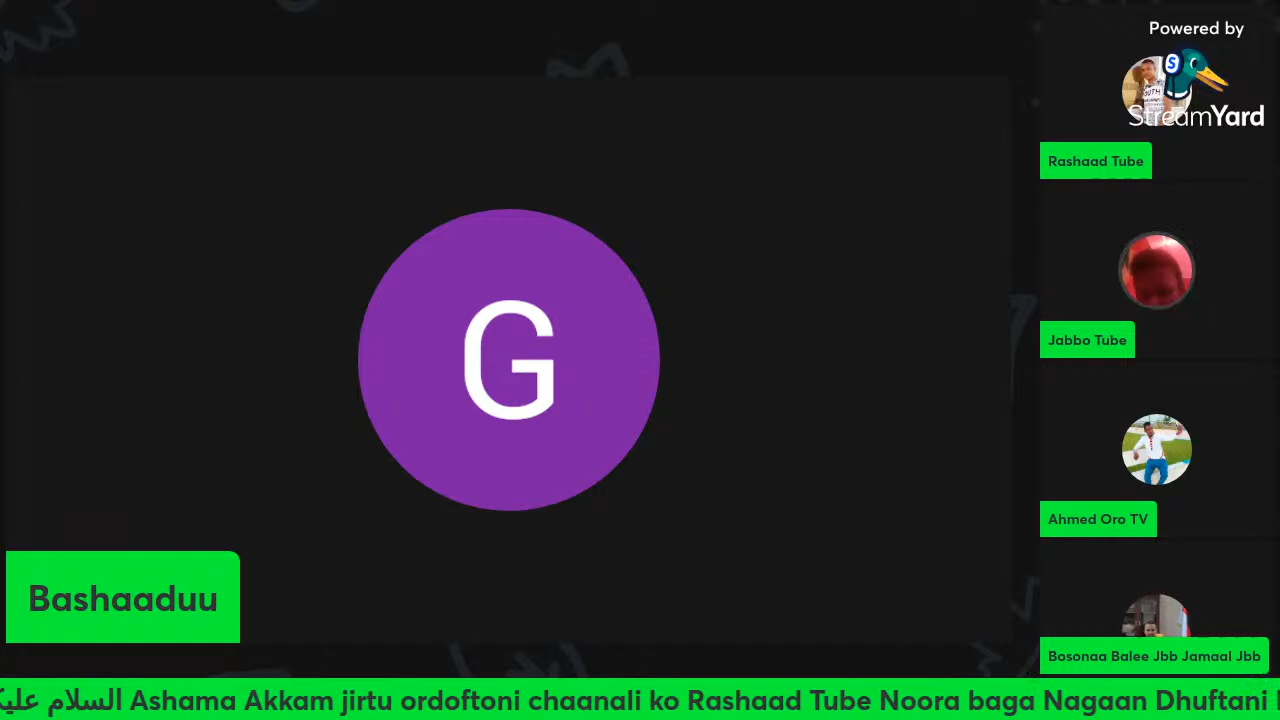 Powered by
StreamYard
Rashaad Tube
Jabbo Tube
G
Ahmed Oro TV
Bashaaduu
Bosonaa Balee Jbb Jamaal Jbb
السلام Ashama Akkam jirtu ordoftoni chaanali ko Rashaad Tube Noora baga Nagaan Dhuftani